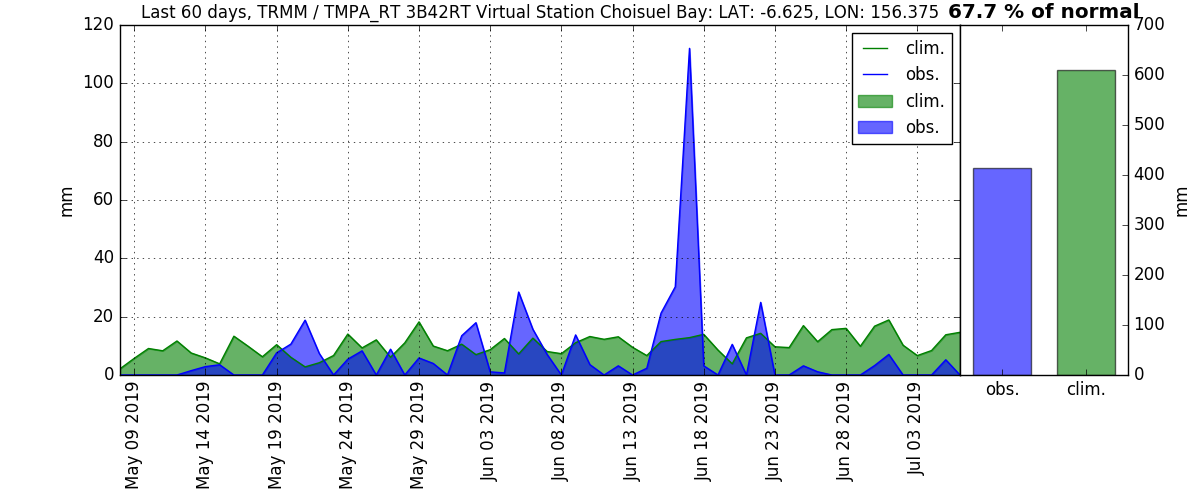 Last 60 days, TRMM / TMPA_RT 3B42RT Virtual Station Choisuel Bay: LAT: -6.625, LON: 156.375 67.7 % of normal
120
100
80
60
40
20
0
mm
clim.
obs.
clim.
obs.
May 09 2019
May 14 2019
May 19 2019
May 24 2019
May 29 2019
Jun 03 2019
Jun 08 2019
Jun 13 2019
Jun 18 2019
Jun 23 2019
Jun 28 2019
Jul 03 2019
700
600
500
400
300
200
100
0
mm
obs. clim.